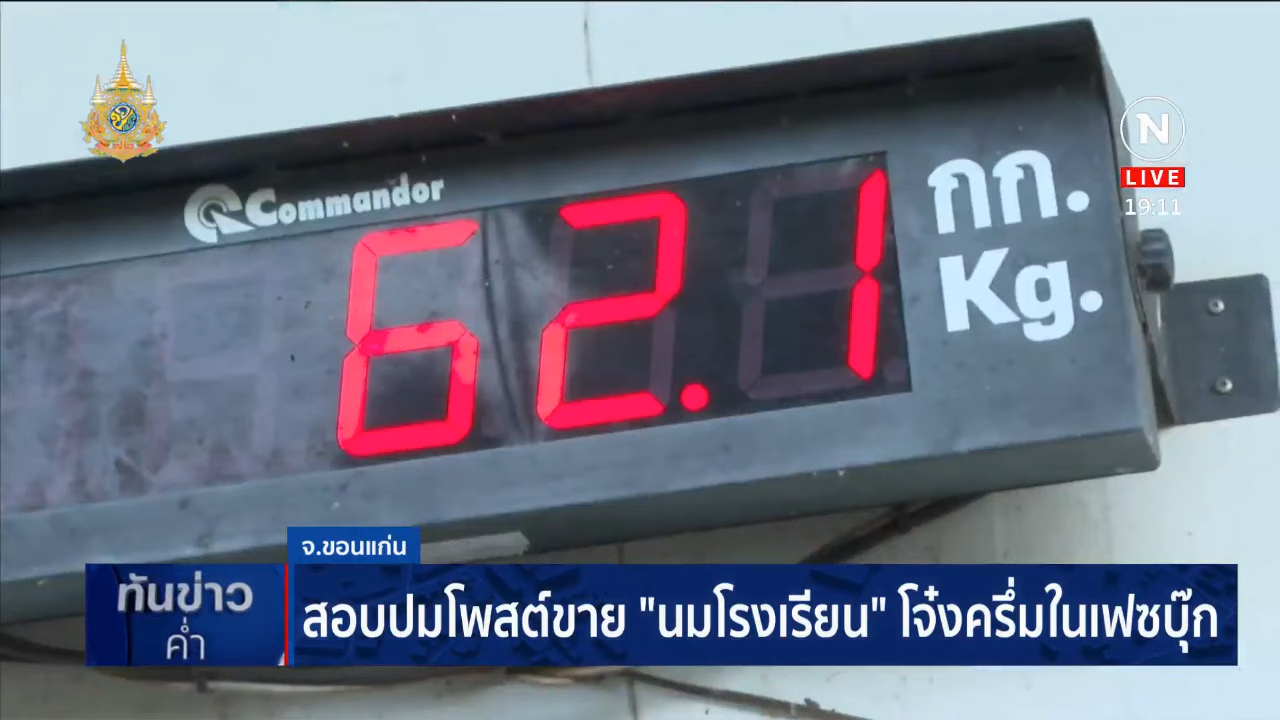 N
LIVE
19:11
Commandor
62.1
กก.
Kg.
จ.ขอนแก่น
ทันข่าว
ค่ำ
สอบปมโพสต์ขาย "นมโรงเรียน" โจ๋งครึ่มในเฟซบุ๊ก